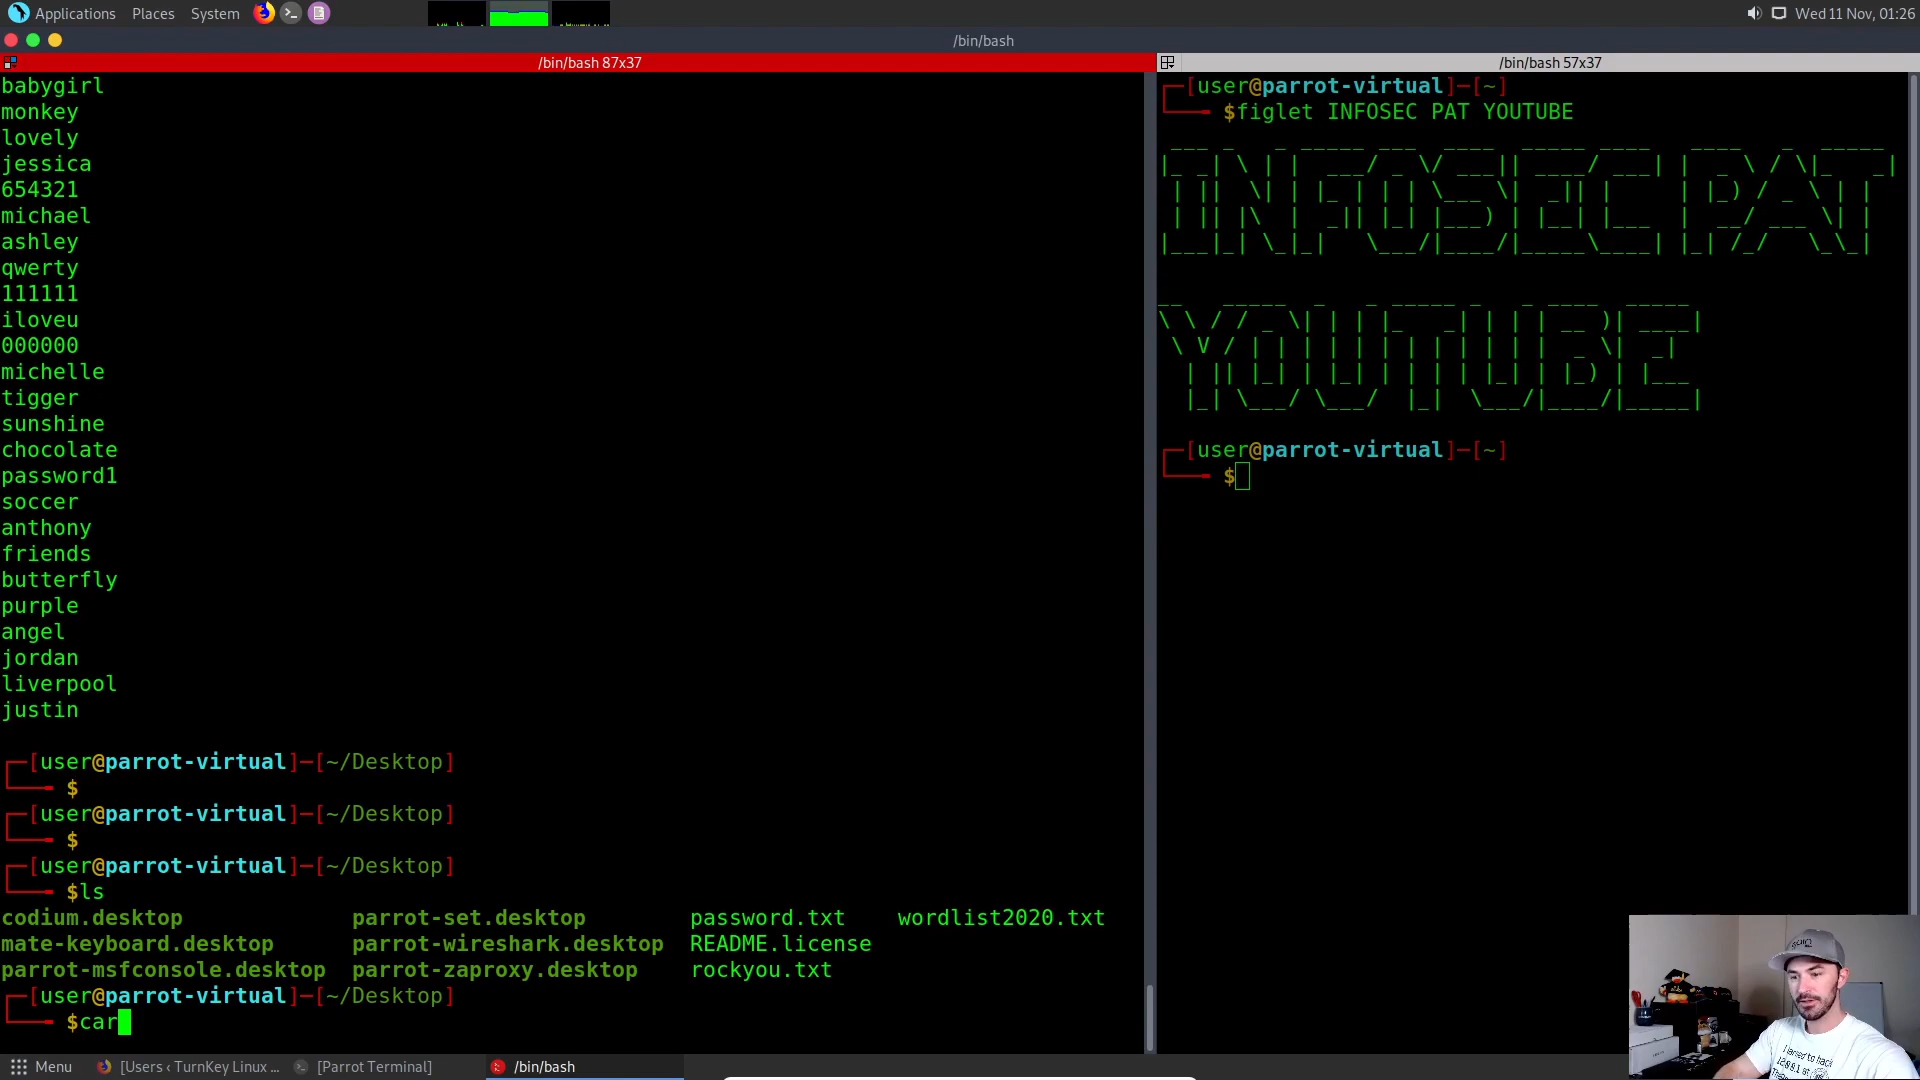 Applications Places System Wed 11 Nov, 01:26
/bin/bash
/bin/bash 87x37
babygirl
monkey
lovely
jessica
654321
michael
ashley
qwerty
111111
iloveu
000000
michelle
tigger
sunshine
chocolate
password1
soccer
anthony
friends
butterfly
purple
angel
jordan
liverpool
justin
[user@parrot-virtual]-[~/Desktop]
$
[user@parrot-virtual]-[~/Desktop]
$
[user@parrot-virtual]-[~/Desktop]
$ls
codium.desktop parrot-set.desktop password.txt wordlist2020.txt
mate-keyboard.desktop parrot-wireshark.desktop README.license
parrot-msfconsole.desktop parrot-zaproxy.desktop rockyou.txt
[user@parrot-virtual]-[~/Desktop]
$car
/bin/bash 57x37
[user@parrot-virtual]-[~]
$figlet INFOSEC PAT YOUTUBE
INFOSEC PAT
YOUTUBE
[user@parrot-virtual]-[~]
$
Menu [Users ‹ TurnKey Linux ... [Parrot Terminal] /bin/bash